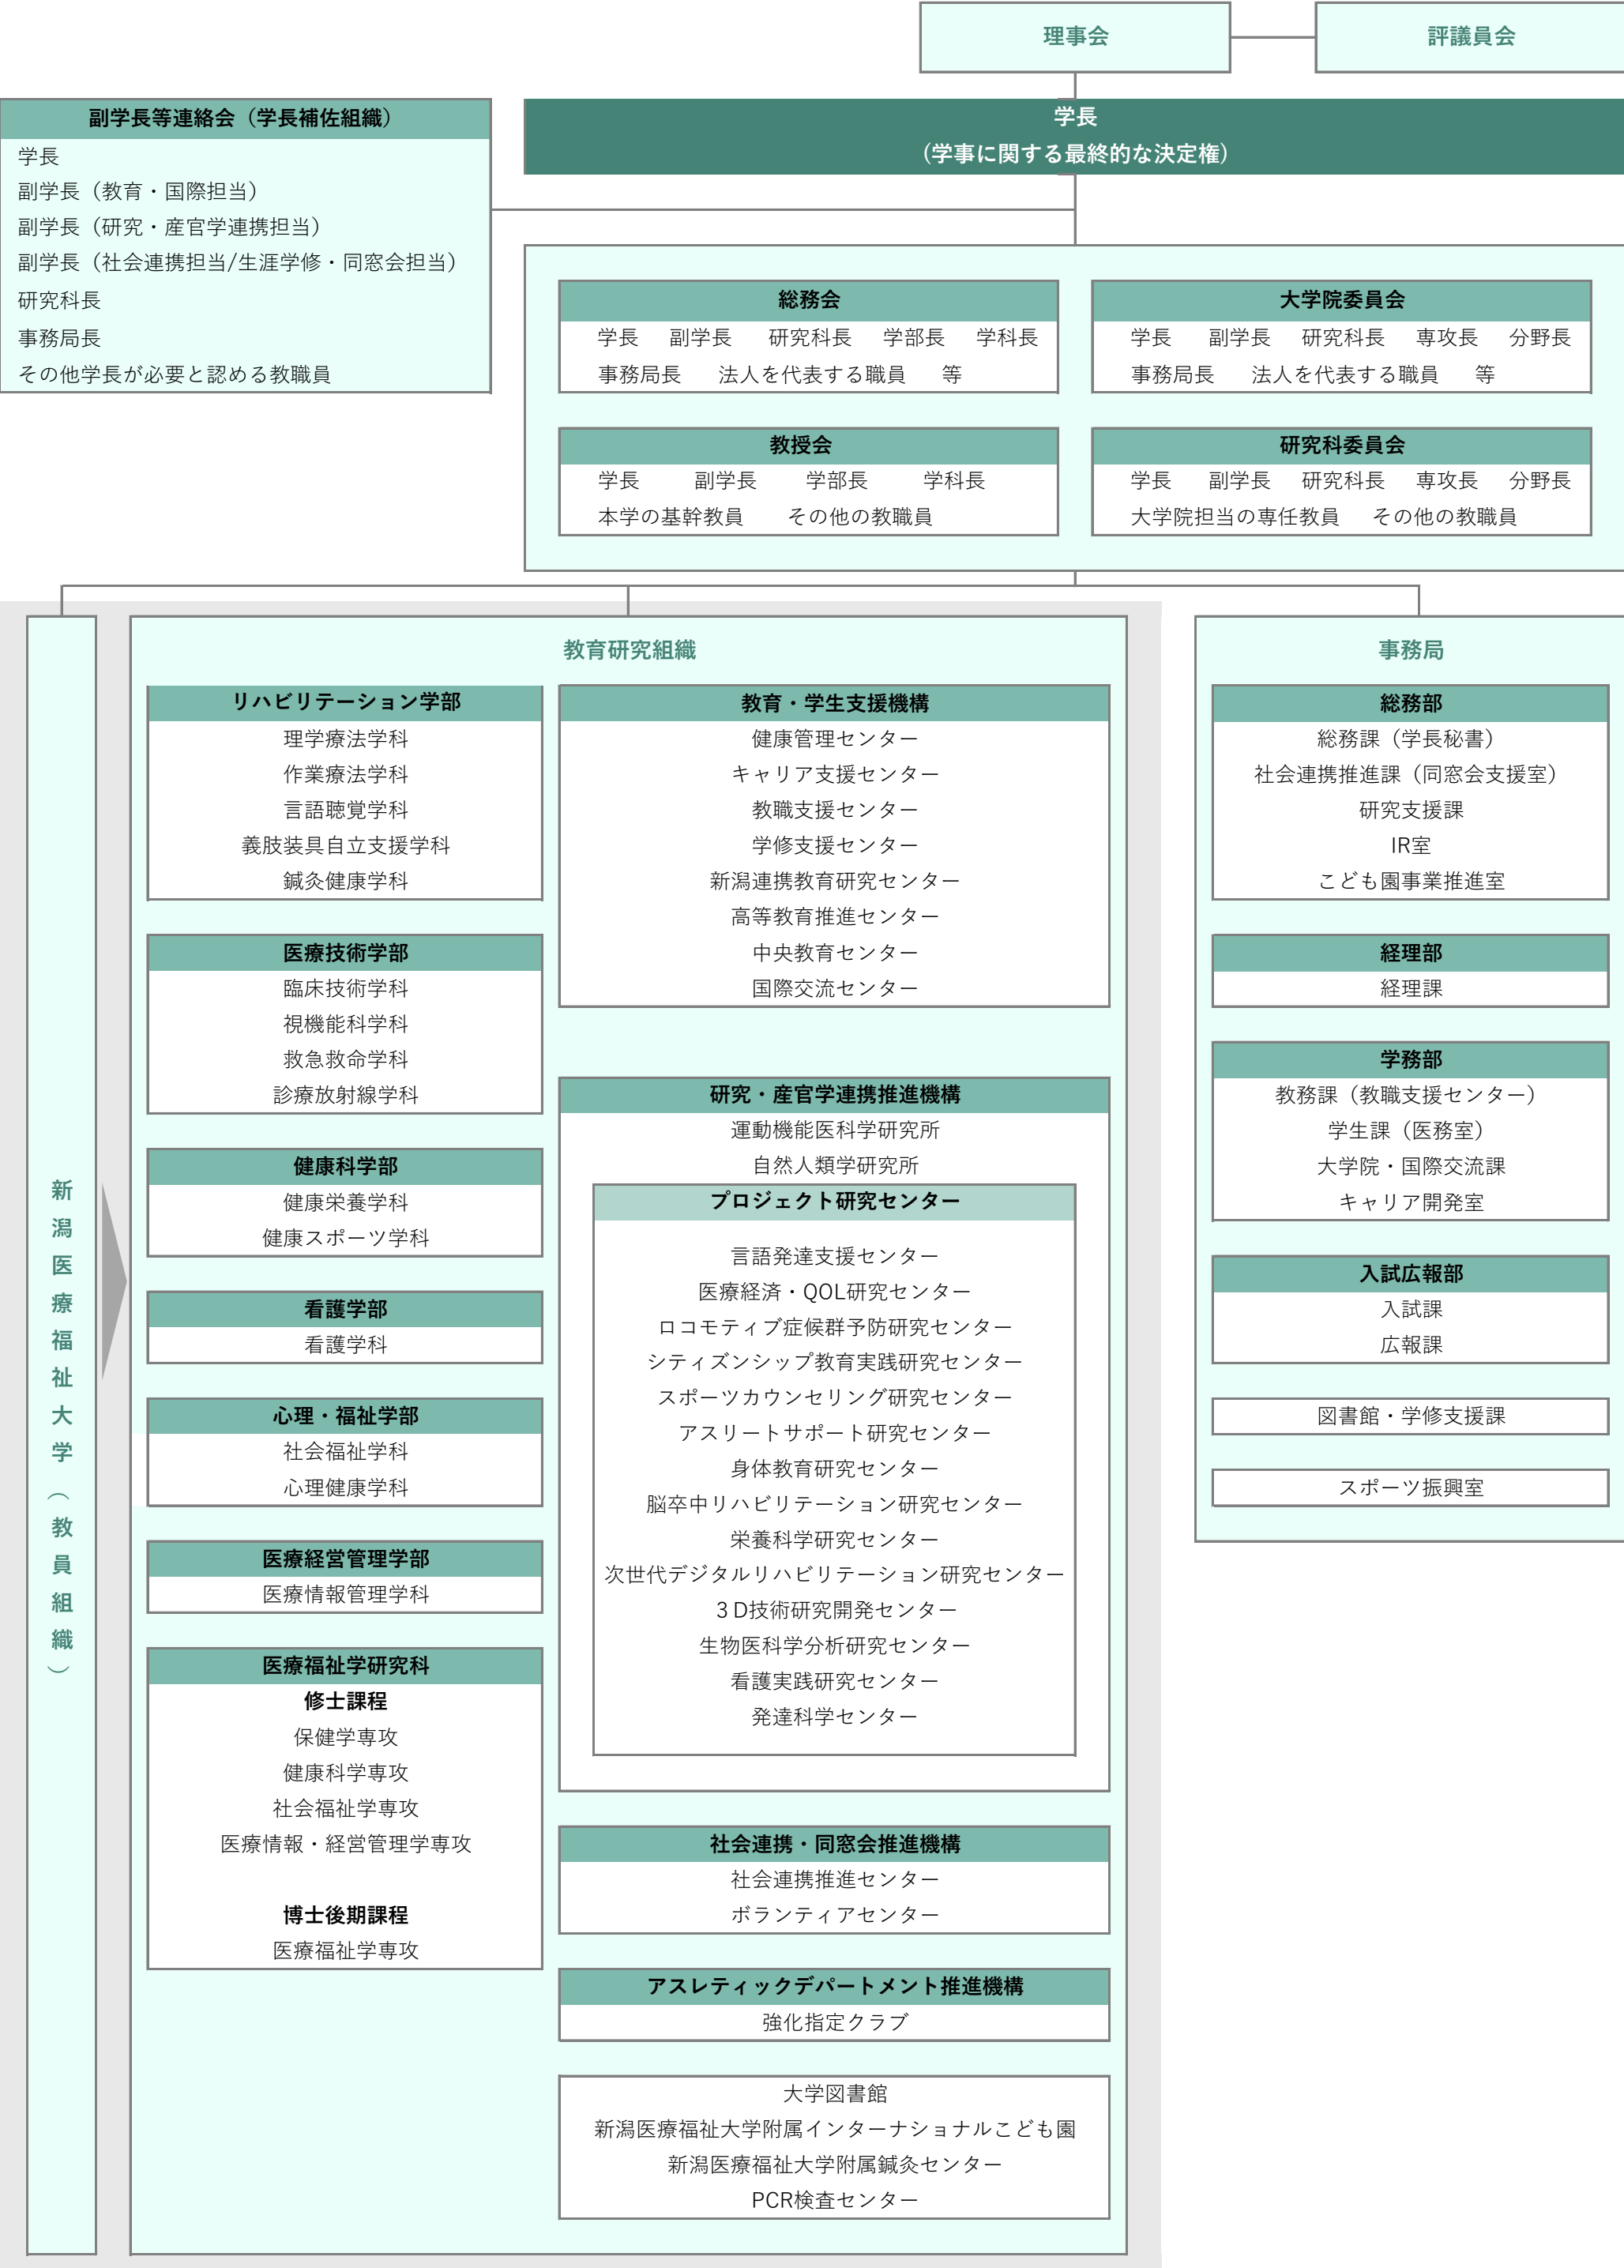 理事会
評議員会
学長
(学事に関する最終的な決定権)
副学長等連絡会（学長補佐組織）
学長
副学長（教育・国際担当）
副学長（研究・産官学連携担当）
副学長（社会連携担当/生涯学修・同窓会担当）
研究科長
事務局長
その他学長が必要と認める教職員
総務会
学長 副学長 研究科長 学部長 学科長
事務局長 法人を代表する職員 等
大学院委員会
学長 副学長 研究科長 専攻長 分野長
事務局長 法人を代表する職員 等
教授会
学長 副学長 学部長 学科長
本学の基幹教員 その他の教職員
研究科委員会
学長 副学長 研究科長 専攻長 分野長
大学院担当の専任教員 その他の教職員
新潟医療福祉大学（教員組織）
教育研究組織
リハビリテーション学部
理学療法学科
作業療法学科
言語聴覚学科
義肢装具自立支援学科
鍼灸健康学科
医療技術学部
臨床技術学科
視機能科学科
救急救命学科
診療放射線学科
健康科学部
健康栄養学科
健康スポーツ学科
看護学部
看護学科
心理・福祉学部
社会福祉学科
心理健康学科
医療経営管理学部
医療情報管理学科
医療福祉学研究科
修士課程
保健学専攻
健康科学専攻
社会福祉学専攻
医療情報・経営管理学専攻
博士後期課程
医療福祉学専攻
教育・学生支援機構
健康管理センター
キャリア支援センター
教職支援センター
学修支援センター
新潟連携教育研究センター
高等教育推進センター
中央教育センター
国際交流センター
研究・産官学連携推進機構
運動機能医科学研究所
自然人類学研究所
プロジェクト研究センター
言語発達支援センター
医療経済・QOL研究センター
ロコモティブ症候群予防研究センター
シティズンシップ教育実践研究センター
スポーツカウンセリング研究センター
アスリートサポート研究センター
身体教育研究センター
脳卒中リハビリテーション研究センター
栄養科学研究センター
次世代デジタルリハビリテーション研究センター
３D技術研究開発センター
生物医科学分析研究センター
看護実践研究センター
発達科学センター
社会連携・同窓会推進機構
社会連携推進センター
ボランティアセンター
アスレティックデパートメント推進機構
強化指定クラブ
大学図書館
新潟医療福祉大学附属インターナショナルこども園
新潟医療福祉大学附属鍼灸センター
PCR検査センター
事務局
総務部
総務課（学長秘書）
社会連携推進課（同窓会支援室）
研究支援課
IR室
こども園事業推進室
経理部
経理課
学務部
教務課（教職支援センター）
学生課（医務室）
大学院・国際交流課
キャリア開発室
入試広報部
入試課
広報課
図書館・学修支援課
スポーツ振興室